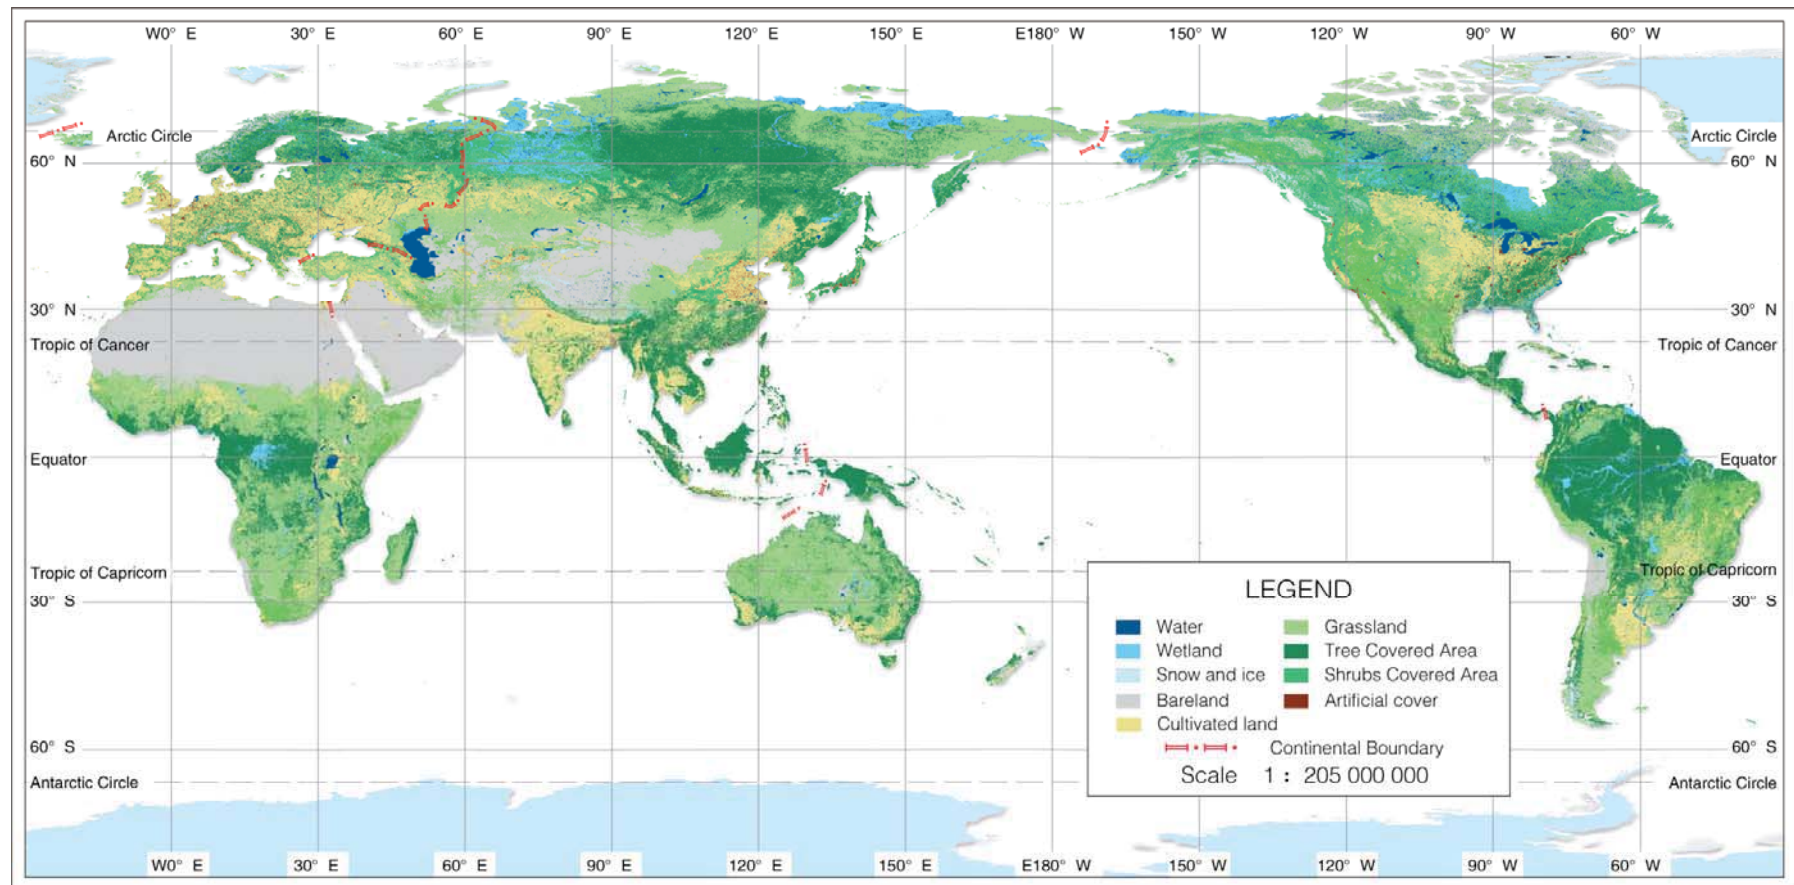 W0° E 30° E 60° E 90° E 120° E 150° E E180° W 150° W 120° W 90° W 60° W
Arctic Circle Arctic Circle
60° N 60° N
30° N 30° N
Tropic of Cancer Tropic of Cancer
Equator Equator
Tropic of Capricorn Tropic of Capricorn
30° S 30° S
LEGEND
Water Grassland
Wetland Tree Covered Area
Snow and ice Shrubs Covered Area
Bareland Artificial cover
Cultivated land
Continental Boundary
Scale 1 : 205 000 000
60° S 60° S
Antarctic Circle Antarctic Circle
W0° E 30° E 60° E 90° E 120° E 150° E E180° W 150° W 120° W 90° W 60° W